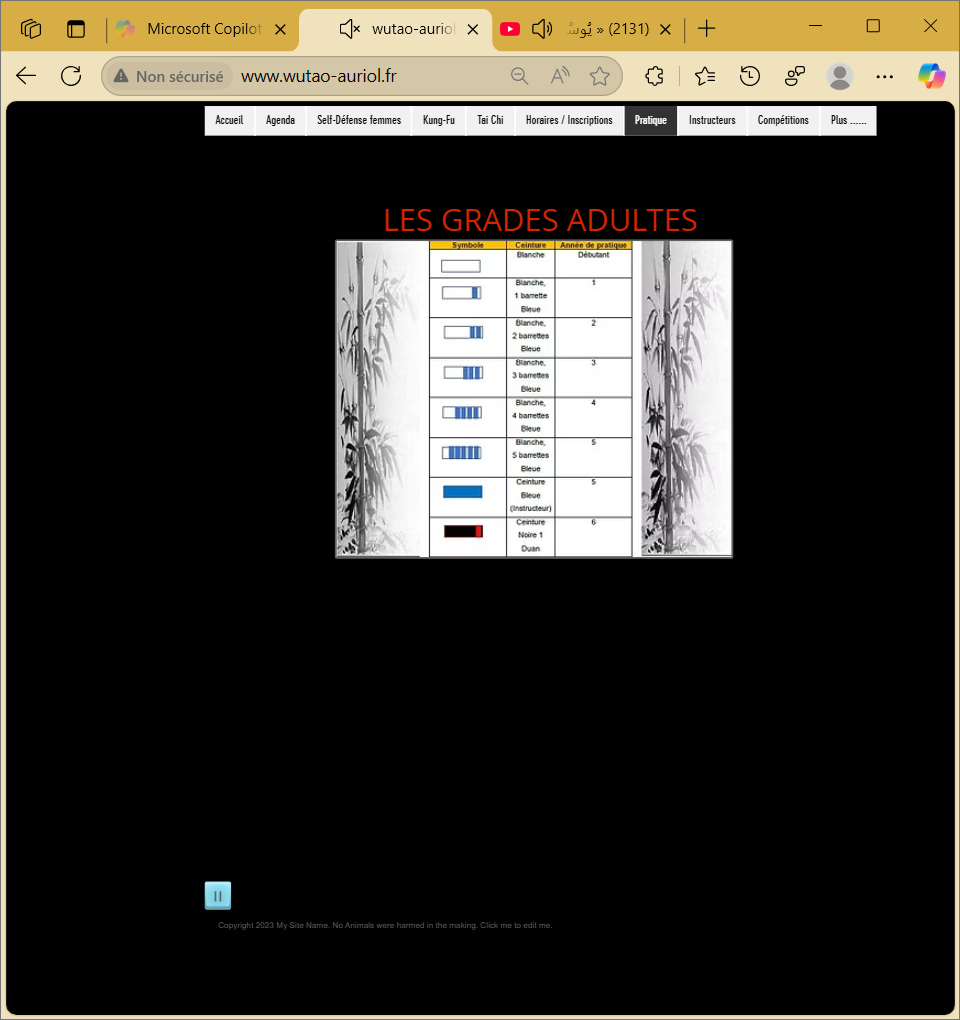 Microsoft Copilot
wutao-auriol
يُوسُ » (2131)
Non sécurisé
www.wutao-auriol.fr
Accueil
Agenda
Self-Défense femmes
Kung-Fu
Tai Chi
Horaires / Inscriptions
Pratique
Instructeurs
Compétitions
Plus ......
LES GRADES ADULTES
Symbole Ceinture Année de pratique
Blanche Débutant
Blanche, 1
1 barrette
Bleue
Blanche, 2
2 barrettes
Bleue
Blanche, 3
3 barrettes
Bleue
Blanche, 4
4 barrettes
Bleue
Blanche, 5
5 barrettes
Bleue
Ceinture 5
Bleue
(Instructeur)
Ceinture 6
Noire 1
Duan
Copyright 2023 My Site Name. No Animals were harmed in the making. Click me to edit me.